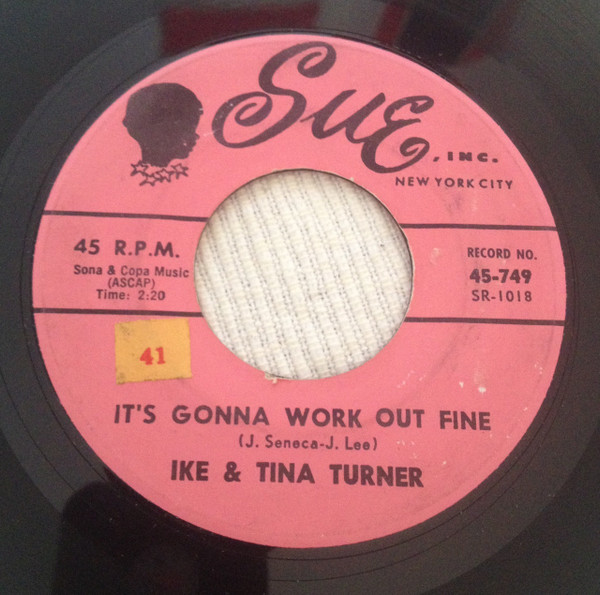 Sue
, INC.
NEW YORK CITY
45 R.P.M.
Sona & Copa Music
(ASCAP)
Time: 2:20
RECORD NO.
45-749
SR-1018
41
IT'S GONNA WORK OUT FINE
(J. Seneca-J. Lee)
IKE & TINA TURNER